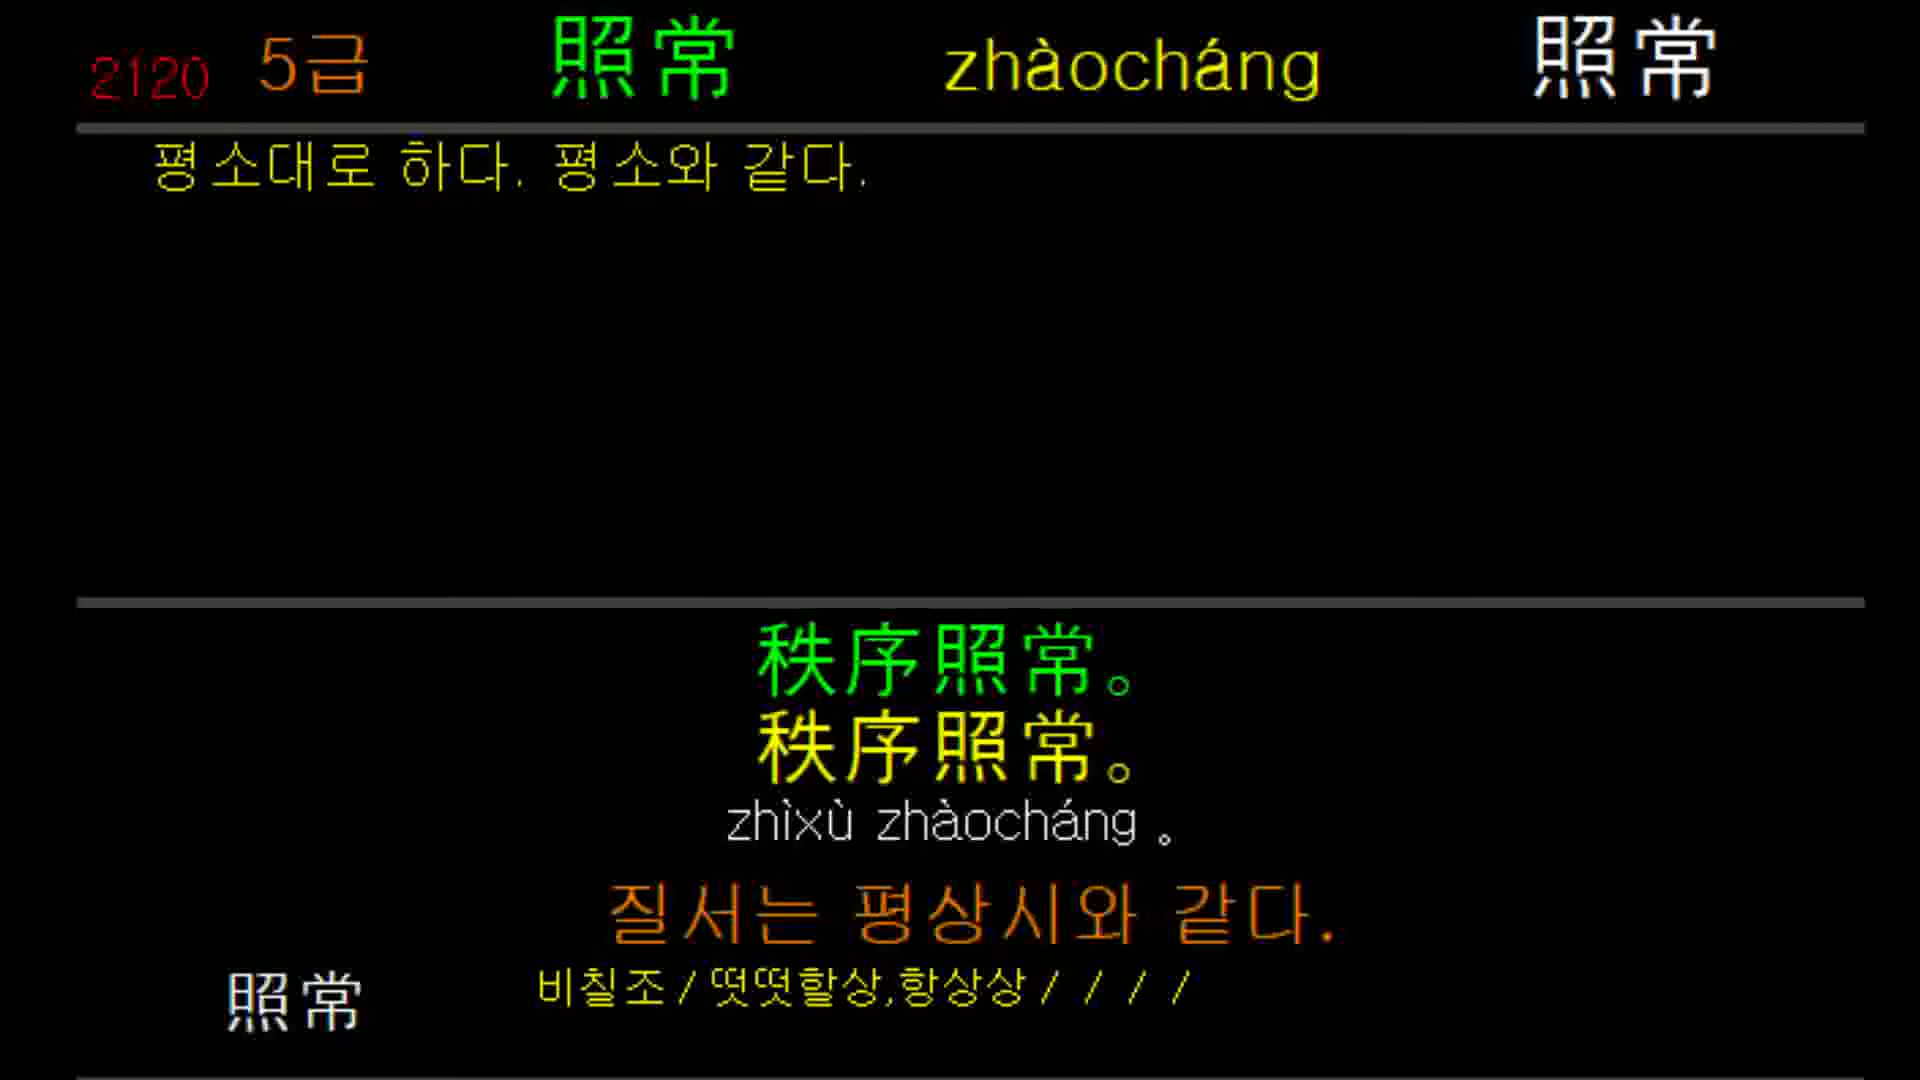 2120 5급 照常 zhàocháng 照常
평소대로 하다. 평소와 같다.
秩序照常。
秩序照常。
zhìxù zhàocháng 。
질서는 평상시와 같다.
照常 비칠조 / 떳떳할상,항상상 / / / /